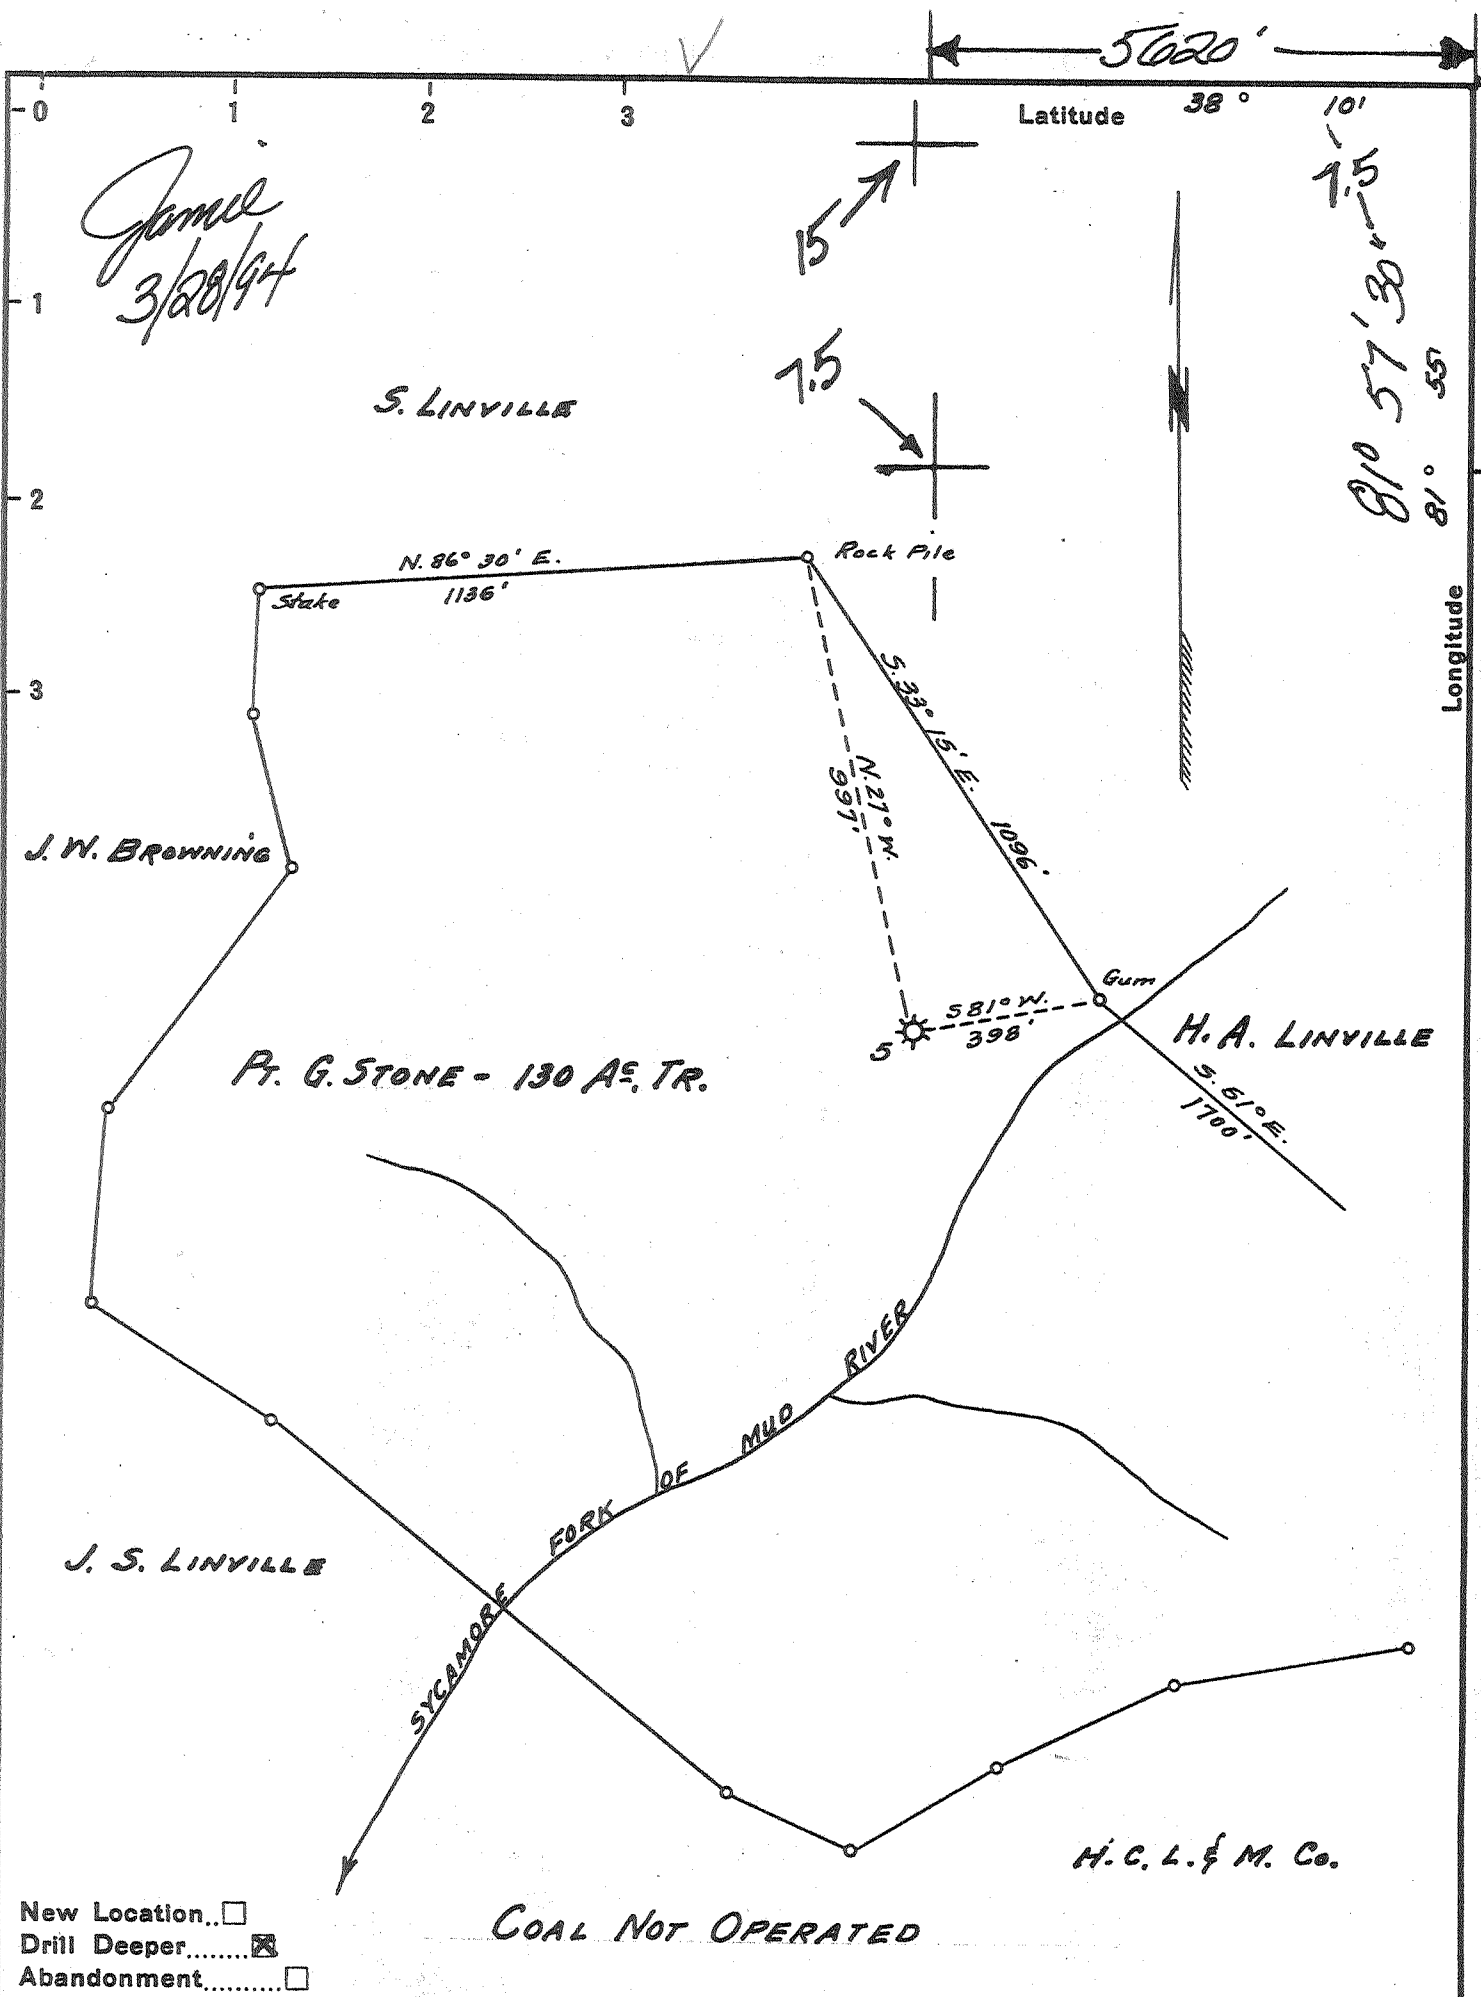 5620'
0 1 2 3 Latitude 38° 10'
Jamie
3/28/94
15
7.5
1
81° 57' 30"
81° 55'
7.5
S. LINVILLE
2
N. 86° 30' E.
1136'
Rock Pile
Stake
Longitude
3
S. 33° 15' E. 1096'
N. 27° W.
997'
J. W. BROWNING
Gum
S 81° W.
398'
5
H. A. LINVILLE
S. 61° E.
1700'
PT. G. STONE - 130 AC. TR.
SYCAMORE FORK OF MUD RIVER
J. S. LINVILLE
H. C. L. & M. Co.
New Location..☐
Drill Deeper........☒
Abandonment..........☐
COAL NOT OPERATED